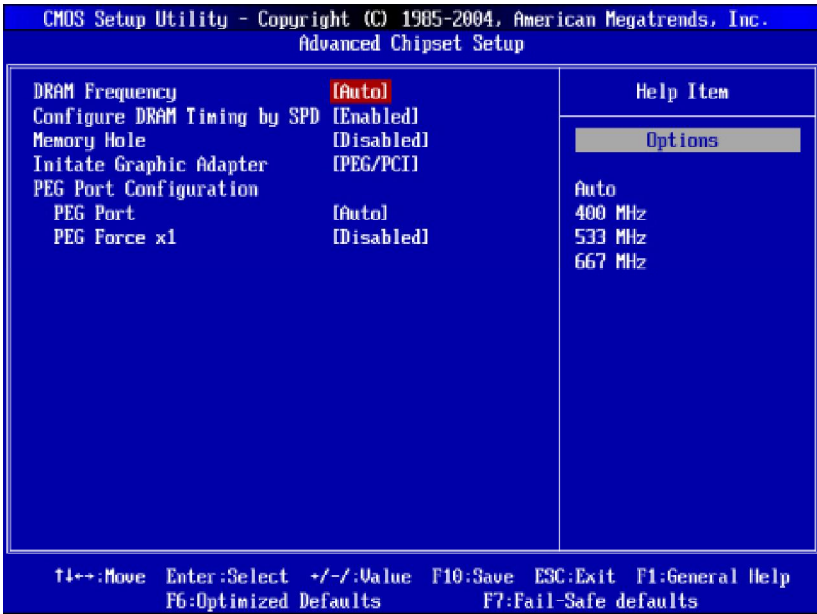 CMOS Setup Utility - Copyright (C) 1985-2004, American Megatrends, Inc.
Advanced Chipset Setup
DRAM Frequency [Auto]
Configure DRAM Timing by SPD [Enabled]
Memory Hole [Disabled]
Initate Graphic Adapter [PEG/PCI]
PEG Port Configuration
PEG Port [Auto]
PEG Force x1 [Disabled]
Help Item
Options
Auto
400 MHz
533 MHz
667 MHz
↑↓←→:Move Enter:Select +/-/:Value F10:Save ESC:Exit F1:General Help
F6:Optimized Defaults F7:Fail-Safe defaults